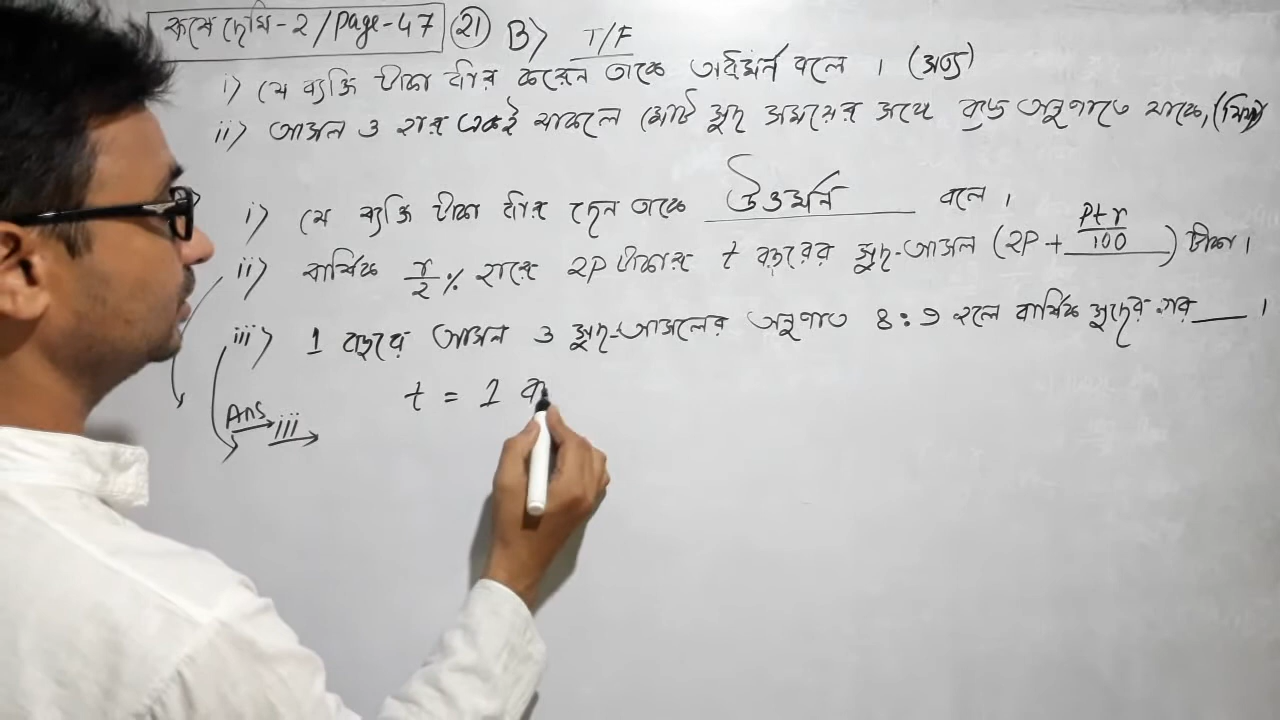 কষে দেখি-2/Page-47 (21) B> T/F
i) যে ব্যক্তি টাকা ধার করেন তাকে অধমর্ন বলে । (সত্য)
ii) আসল ও হার একই থাকলে মোট সুদ সময়ের সাথে ব্যস্ত অনুপাতে থাকে, (মিথ্যা)
i) যে ব্যক্তি টাকা ধার দেন তাকে উত্তমর্ন বলে ।
ii) বার্ষিক r/2 % হারে 2P টাকার t বছরের সুদ-আসল (2P + Ptr/100) টাকা ।
iii) 1 বছরে আসল ও সুদ-আসলের অনুপাত 8 : 9 হলে বার্ষিক সুদের হার ___ ।
t = 1 ব
Ans iii